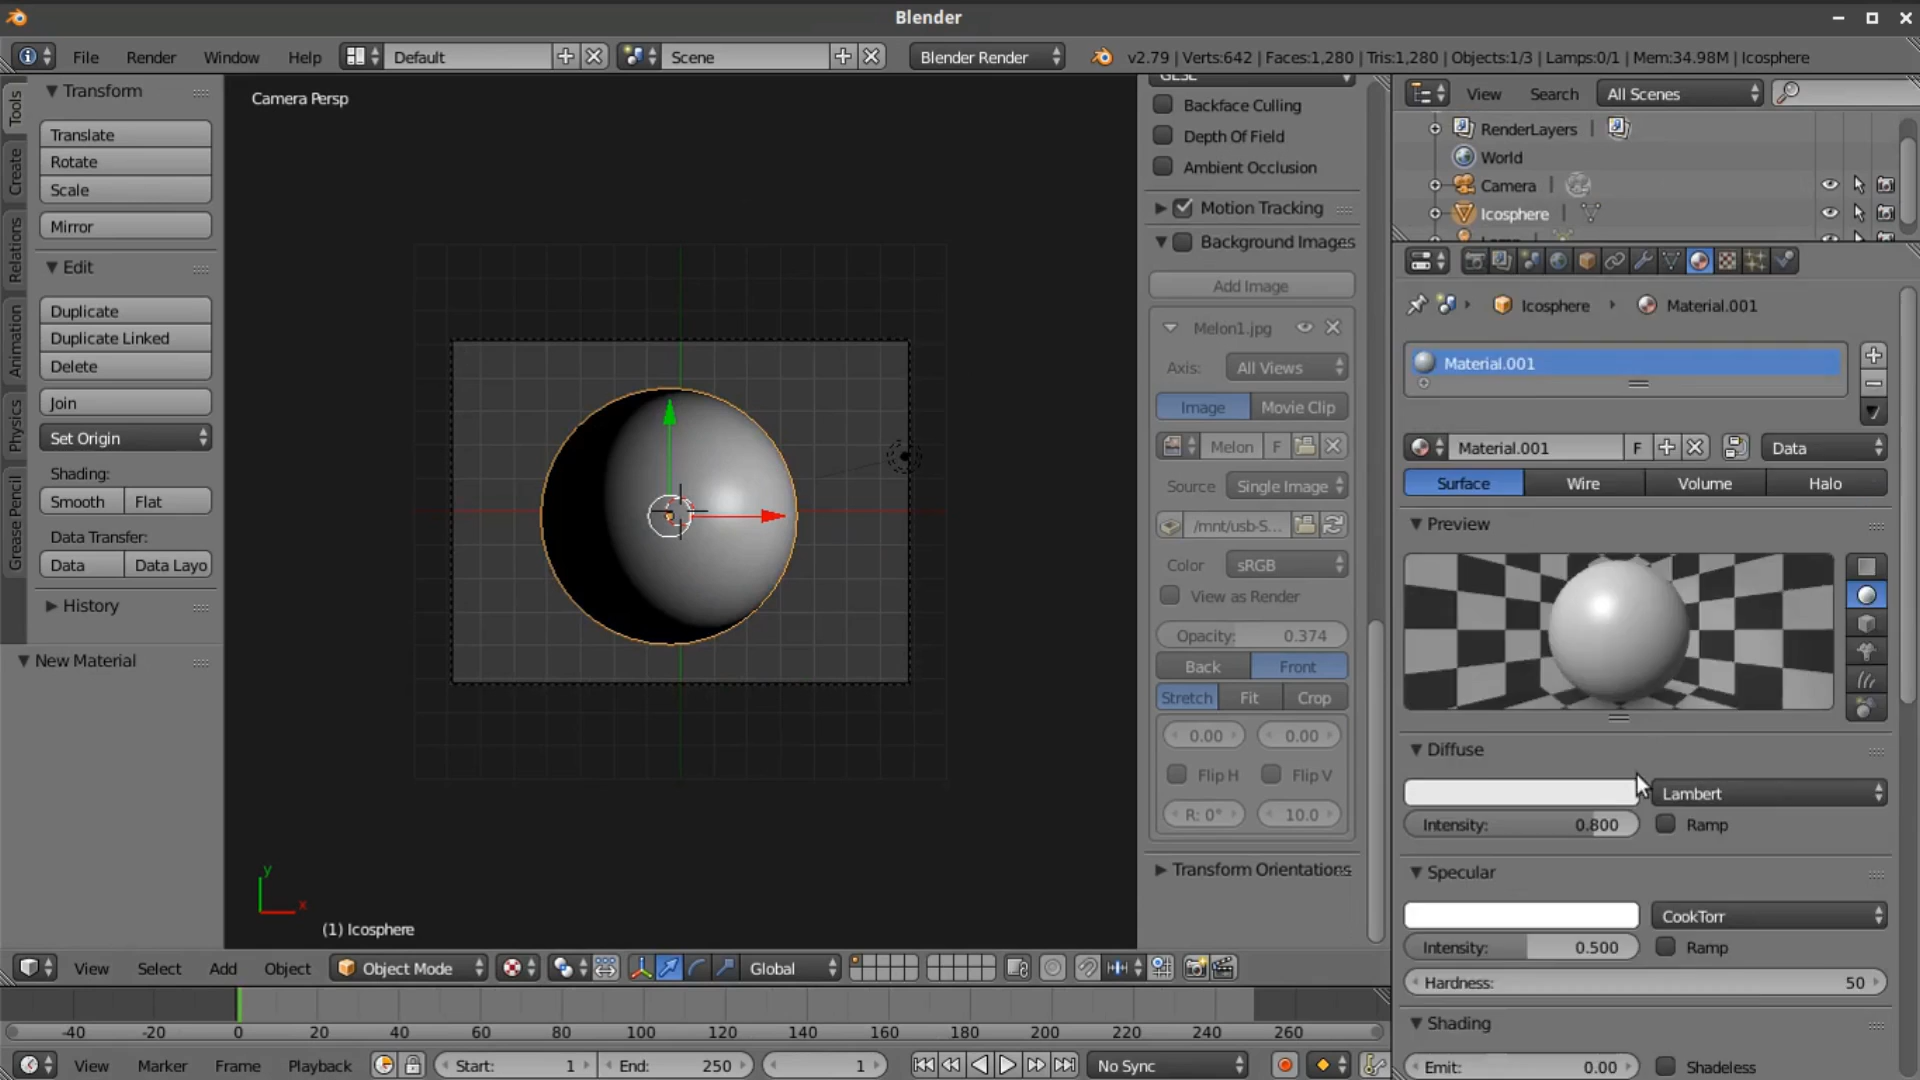 Blender
File Render Window Help Default Scene Blender Render v2.79 | Verts:642 | Faces:1,280 | Tris:1,280 | Objects:1/3 | Lamps:0/1 | Mem:34.98M | Icosphere
Tools
Create
Relations
Animation
Physics
Grease Pencil
Transform
Translate
Rotate
Scale
Mirror
Edit
Duplicate
Duplicate Linked
Delete
Join
Set Origin
Shading:
Smooth Flat
Data Transfer:
Data Data Layo
History
New Material
Camera Persp
y
x
(1) Icosphere
GLSL
Backface Culling
Depth Of Field
Ambient Occlusion
Motion Tracking
Background Images
Add Image
Melon1.jpg
Axis: All Views
Image Movie Clip
Melon F
Source Single Image
/mnt/usb-S...
Color sRGB
View as Render
Opacity: 0.374
Back Front
Stretch Fit Crop
0.00 0.00
Flip H Flip V
R: 0° 10.0
Transform Orientations
View Search All Scenes
RenderLayers
World
Camera
Icosphere
Icosphere Material.001
Material.001
Material.001 F Data
Surface Wire Volume Halo
Preview
Diffuse
Lambert
Intensity: 0.800 Ramp
Specular
CookTorr
Intensity: 0.500 Ramp
Hardness: 50
Shading
Emit: 0.00 Shadeless
View Select Add Object Object Mode Global
-40 -20 0 20 40 60 80 100 120 140 160 180 200 220 240 260
View Marker Frame Playback Start: 1 End: 250 1 No Sync